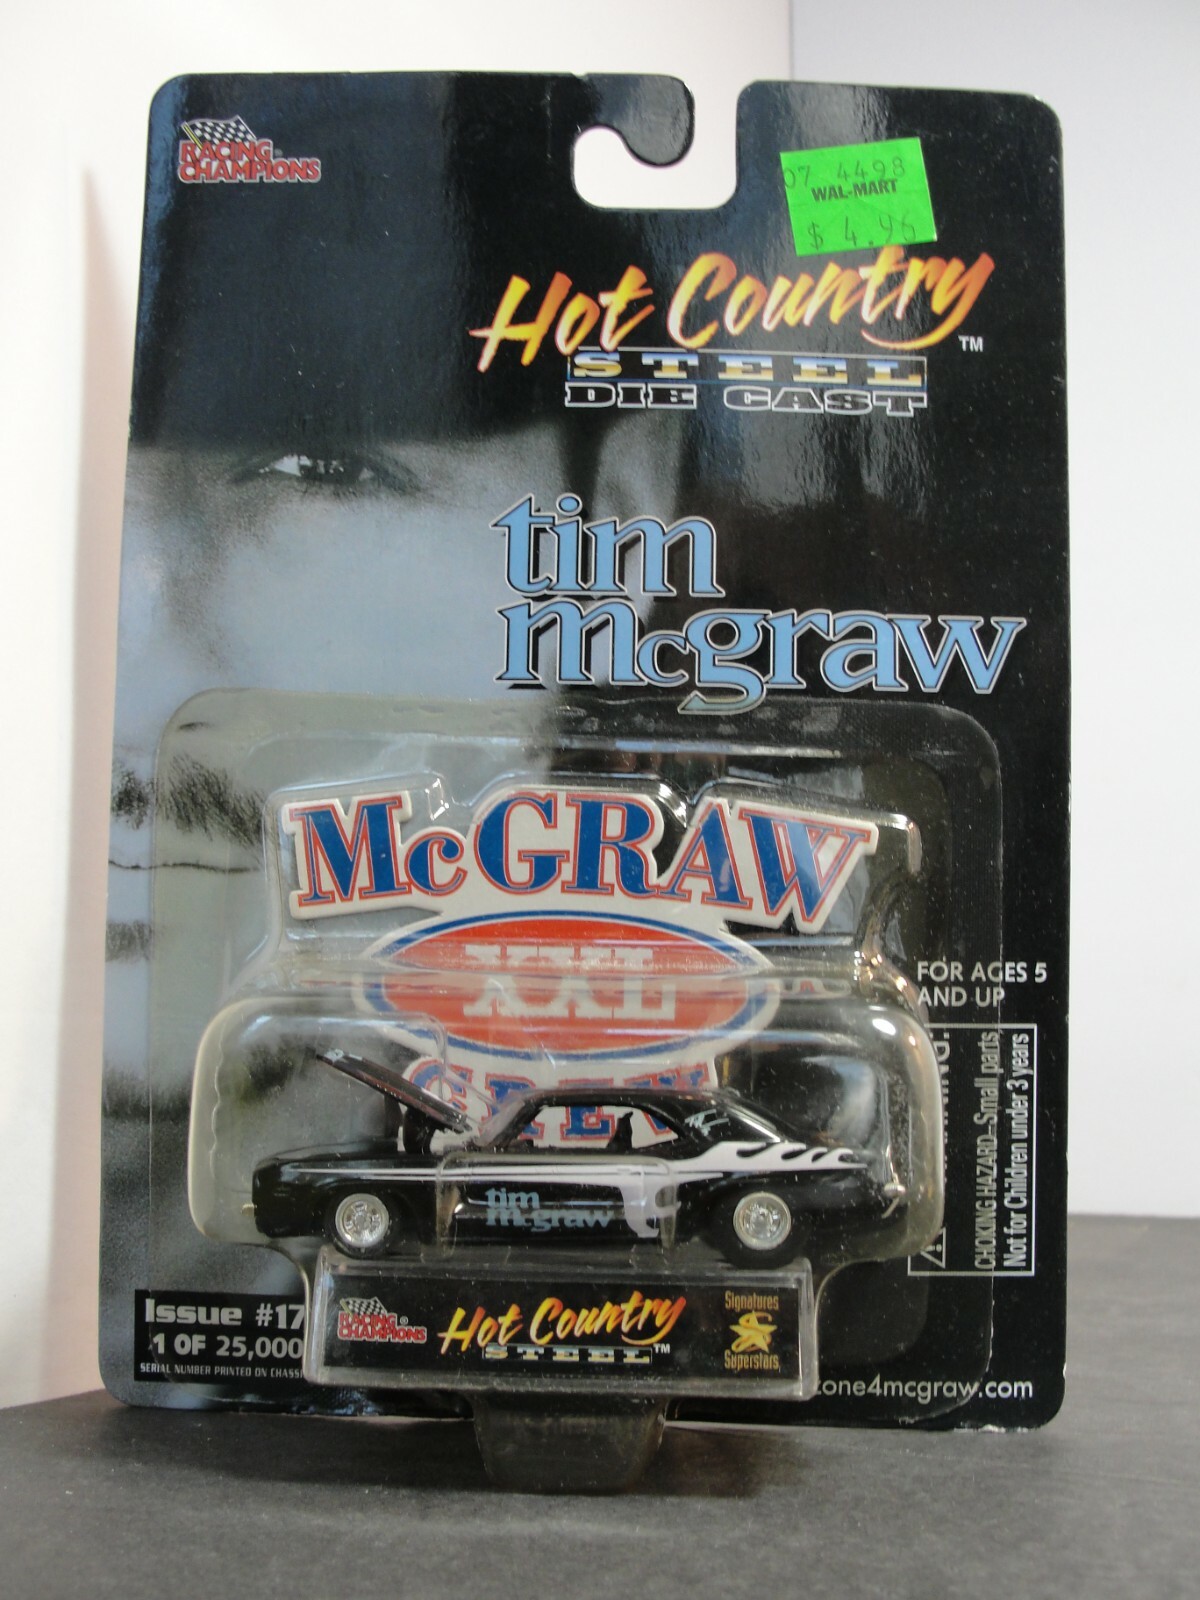 RACING
CHAMPIONS
07 4498
WAL-MART
$ 4.96
Hot Country ™
STEEL
DIE CAST
tim
mcgraw
McGRAW
XXL
CREW
FOR AGES 5
AND UP
CHOKING HAZARD-Small parts
Not for Children under 3 years
tim
mcgraw
Issue #17
1 OF 25,000
SERIAL NUMBER PRINTED ON CHASSI
RACING
CHAMPIONS
Hot Country
STEEL ™
Signatures
Superstars
zone4mcgraw.com